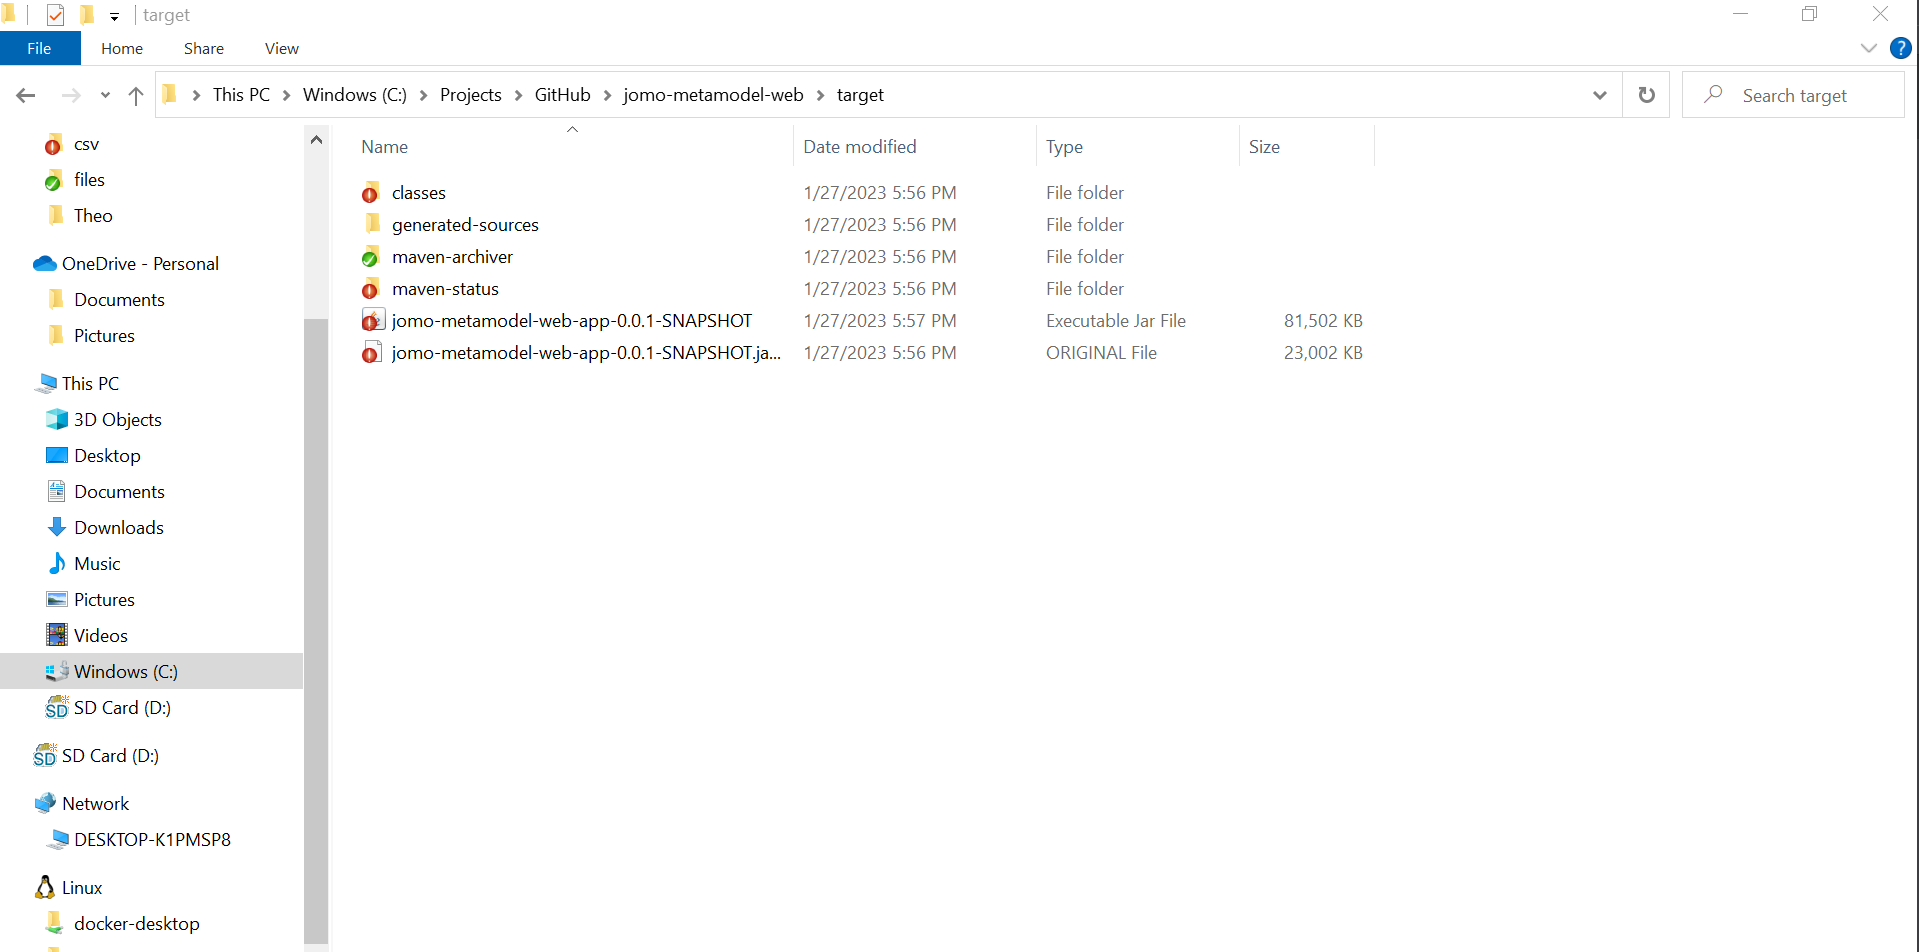 target
File Home Share View
This PC Windows (C:) Projects GitHub jomo-metamodel-web target
Search target
csv
files
Theo
OneDrive - Personal
Documents
Pictures
This PC
3D Objects
Desktop
Documents
Downloads
Music
Pictures
Videos
Windows (C:)
SD Card (D:)
SD Card (D:)
Network
DESKTOP-K1PMSP8
Linux
docker-desktop
Name Date modified Type Size
classes 1/27/2023 5:56 PM File folder
generated-sources 1/27/2023 5:56 PM File folder
maven-archiver 1/27/2023 5:56 PM File folder
maven-status 1/27/2023 5:56 PM File folder
jomo-metamodel-web-app-0.0.1-SNAPSHOT 1/27/2023 5:57 PM Executable Jar File 81,502 KB
jomo-metamodel-web-app-0.0.1-SNAPSHOT.ja... 1/27/2023 5:56 PM ORIGINAL File 23,002 KB